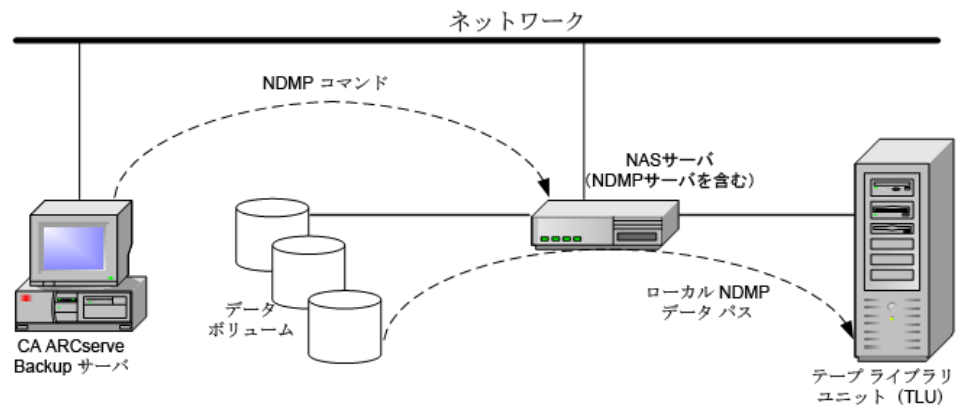 ネットワーク
NDMP コマンド
NASサーバ
(NDMPサーバを含む)
データ
ボリューム
ローカル NDMP
データ パス
CA ARCserve
Backup サーバ
テープ ライブラリ
ユニット (TLU)